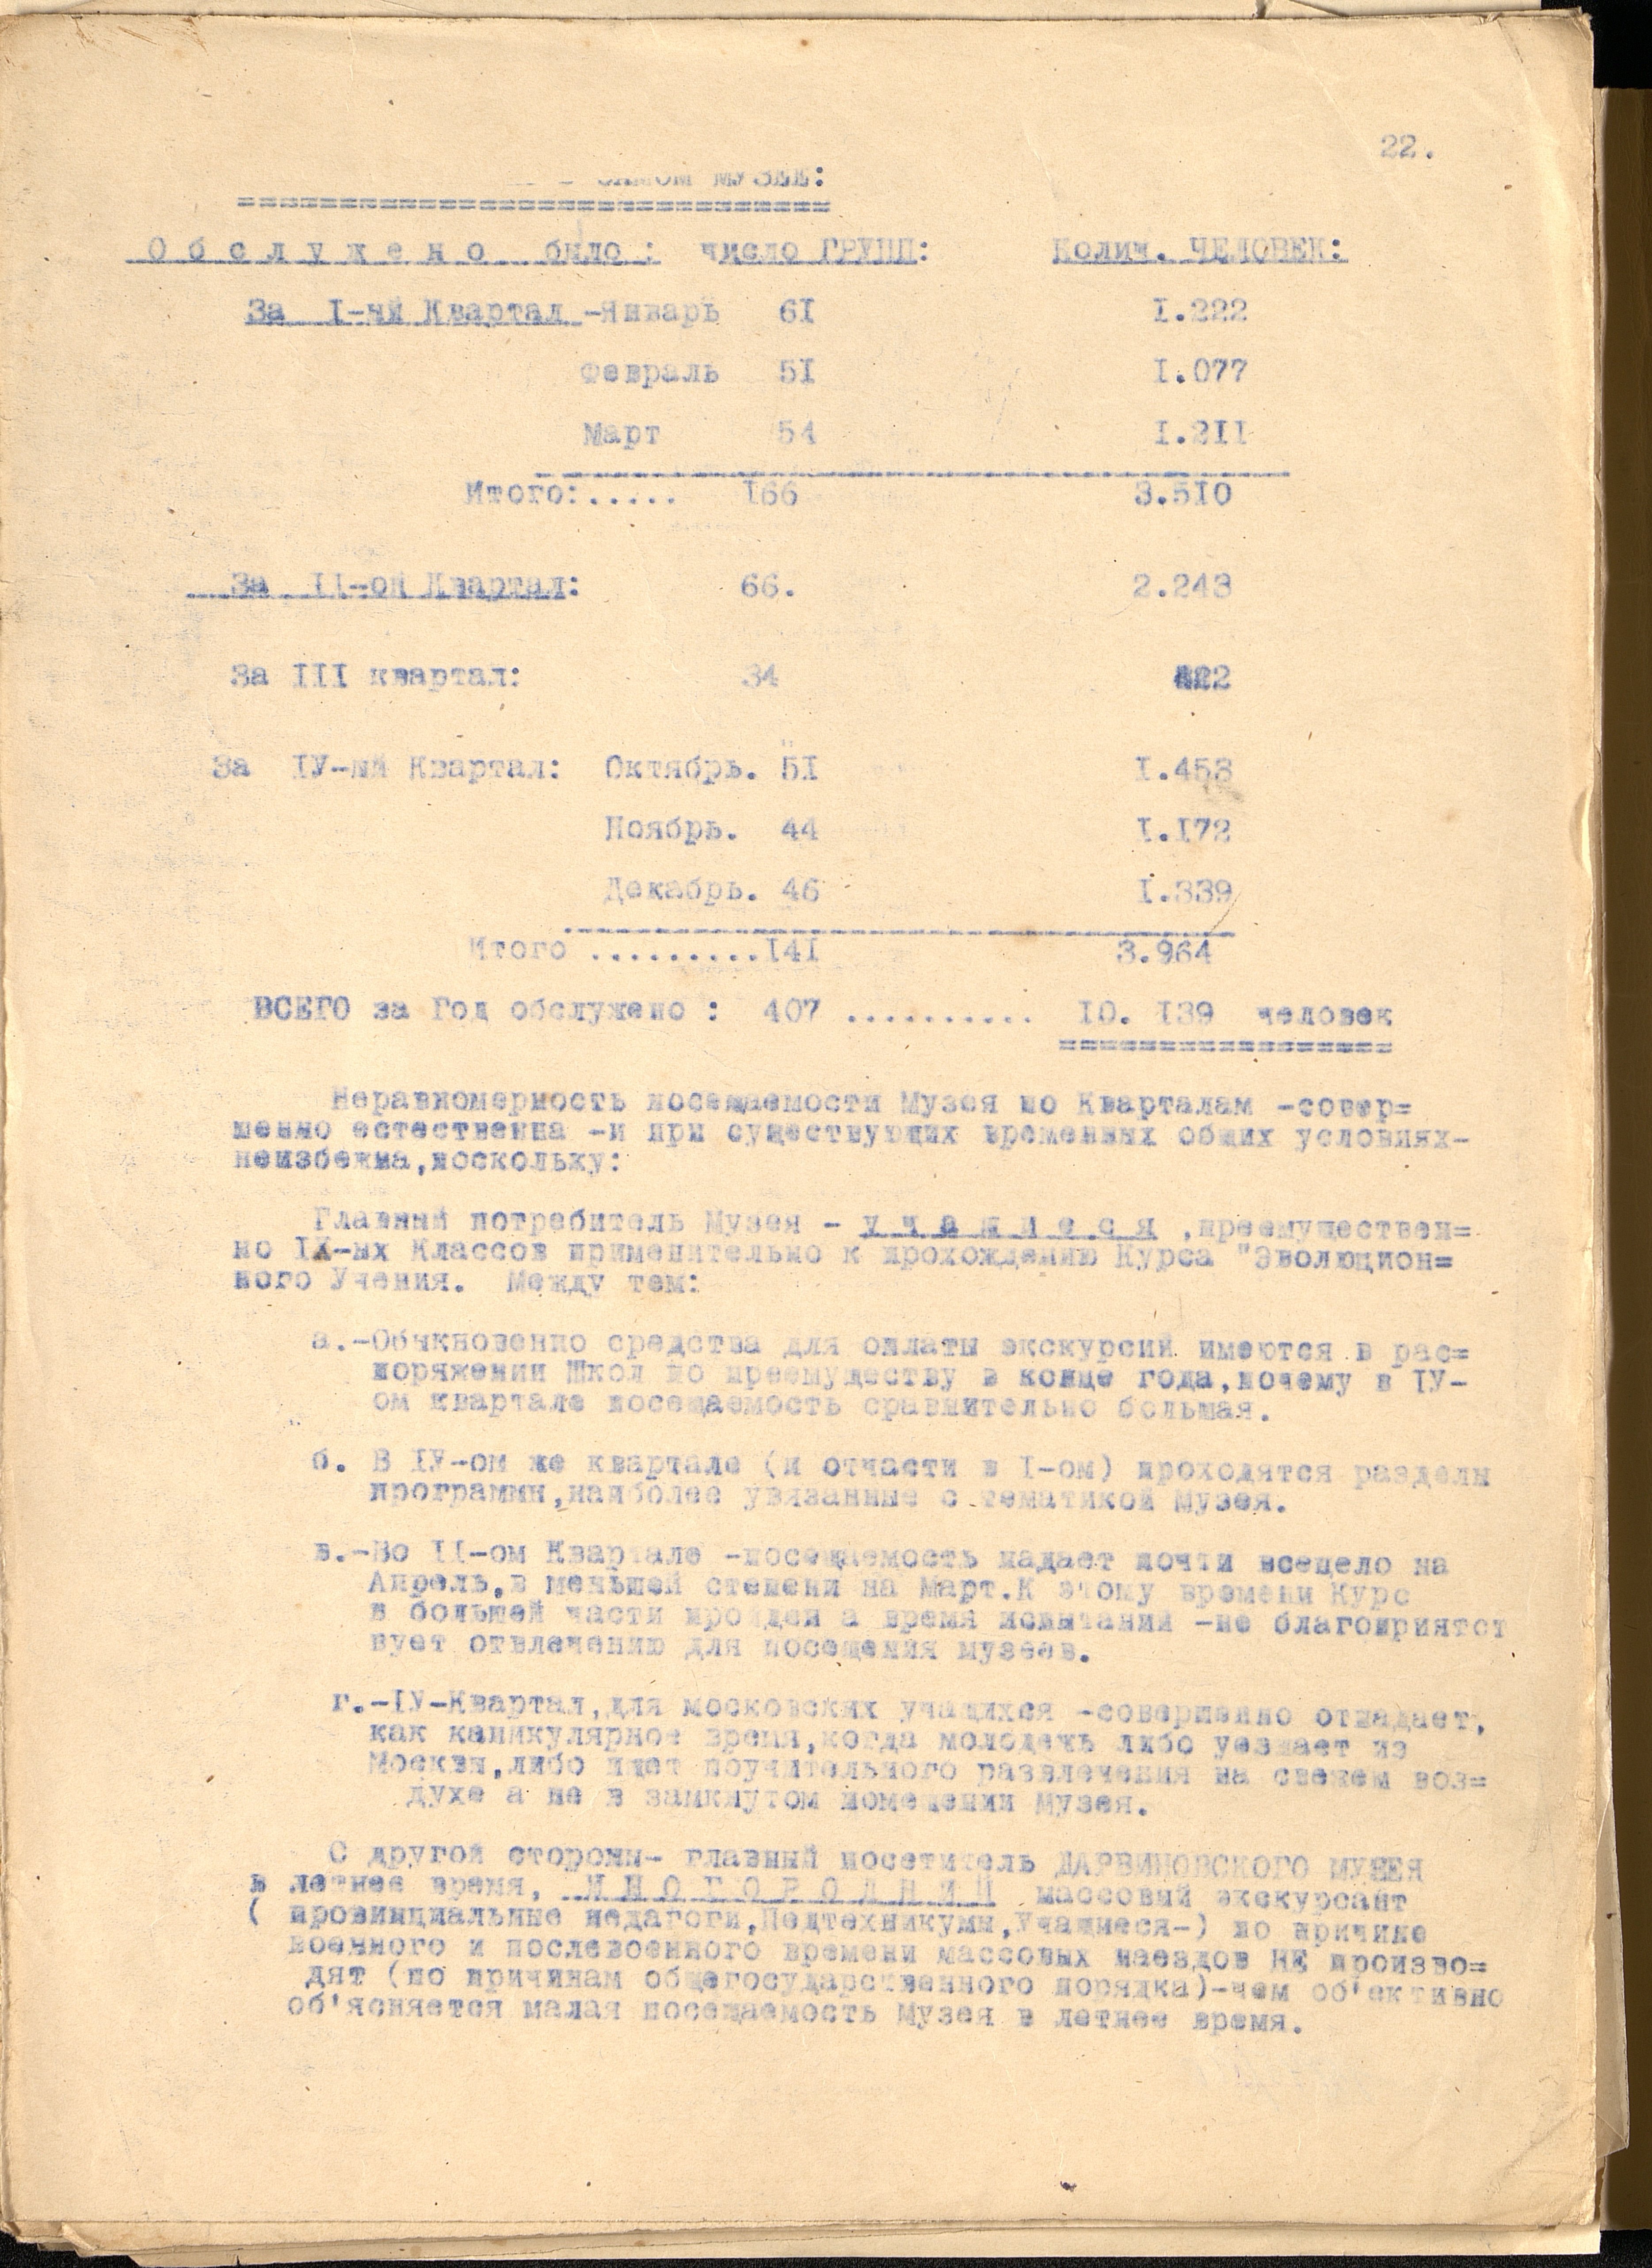 22.
САМОМ МУЗЕЕ:
==============================
О б с л у ж е н о было : число ГРУПП: Колич. ЧЕЛОВЕК:
За I-ый Квартал -Январь 6I I.222
Февраль 5I I.077
Март 54 I.2II
Итого:..... I66 3.5I0
За II-ой Квартал: 66. 2.243
За III квартал: 34 422
За IУ-ый Квартал: Октябрь. 5I I.453
Ноябрь. 44 I.I72
Декабрь. 46 I.339
Итого .........I4I 3.964
ВСЕГО за Год обслужено : 407 .......... I0. I39 человек
=================
Неравномерность посещаемости Музея по Кварталам -совер=
шенно естественна -и при существующих временных общих условиях-
неизбежна,поскольку:
Главный потребитель Музея - у ч а щ и е с я ,преемуществен=
но IX-ых Классов применительно к прохождению Курса "Эволюцион=
ного Учения. Между тем:
а.-Обыкновенно средства для оплаты экскурсий имеются в рас=
поряжении Школ по преемуществу в конце года,почему в IУ-
ом квартале посещаемость сравнительно большая.
б. В IУ-ом же квартале (и отчасти в I-ом) проходятся разделы
программы,наиболее увязанные с тематикой Музея.
в.-Во II-ом Квартале -посещаемость падает почти всецело на
Апрель,в меньшей степени на Март.К этому времени Курс
в большей части пройден а время испытаний -не благоприятст
вует отвлечению для посещения музеев.
г.-IУ-Квартал,для московских учащихся -совершенно отпадает,
как каникулярное время,когда молодежь либо уезжает из
Москвы,либо ищет поучительного развлечения на свежем воз=
духе а не в замкнутом помещении Музея.
С другой стороны- главный посетитель ДАРВИНОВСКОГО МУЗЕЯ
в летнее время, И Н О Г О Р О Д Н И Й массовый экскурсант
( провинциальные педагоги,Педтехникумы,Учащиеся-) по причине
военного и послевоенного времени массовых наездов НЕ произво=
дят (по причинам общегосударственного порядка)-чем об'ективно
об'ясняется малая посещаемость Музея в летнее время.